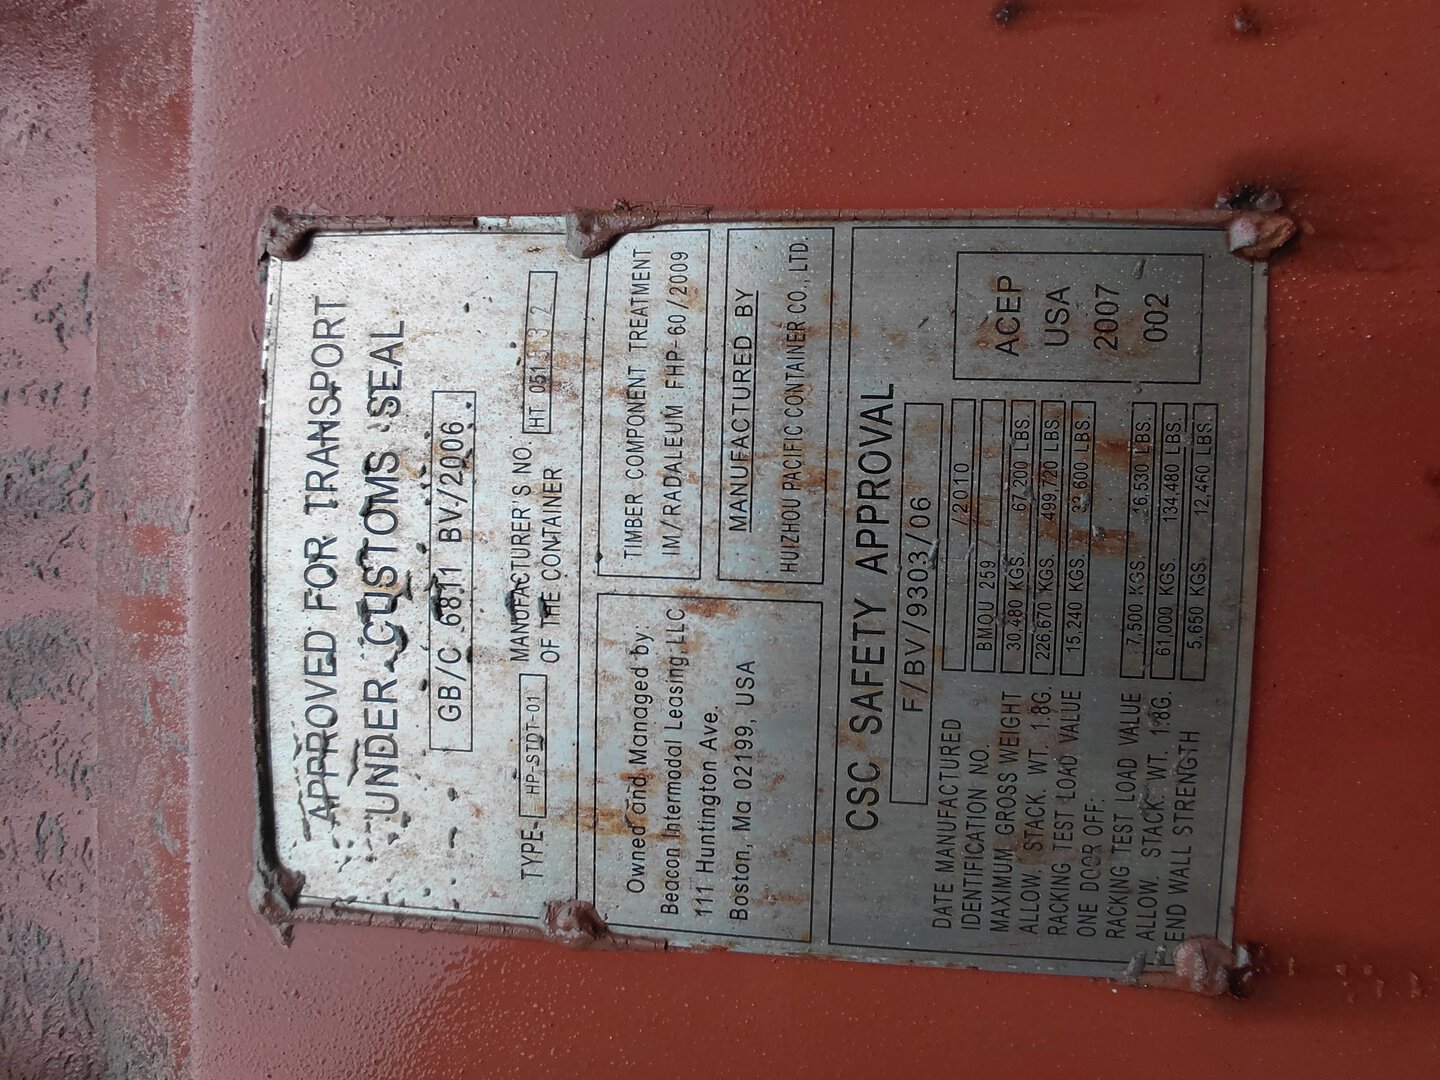 APPROVED FOR TRANSPORT
UNDER CUSTOMS SEAL
GB/C 6811 BV/2006
TYPE- HP-STDT-01 MANUFACTURER'S NO. OF THE CONTAINER HT 051
Owned and Managed by:
Beacon Intermodal Leasing,LLC
111 Huntington Ave.
Boston, Ma 02199, USA
TIMBER COMPONENT TREATMENT
IM/RADALEUM FHP-60/2009
MANUFACTURED BY
HUIZHOU PACIFIC CONTAINER CO., LTD.
CSC SAFETY APPROVAL
F/BV/9303/06
DATE MANUFACTURED /2010
IDENTIFICATION NO. BMOU 259
MAXIMUM GROSS WEIGHT 30,480 KGS. 67,200 LBS.
ALLOW. STACK. WT. 1.8G. 226,670 KGS. 499,720 LBS.
RACKING TEST LOAD VALUE 15,240 KGS. 33,600 LBS.
ONE DOOR OFF:
RACKING TEST LOAD VALUE 7,500 KGS. 16,530 LBS.
ALLOW. STACK. WT. 1.8G. 61,000 KGS. 134,480 LBS.
END WALL STRENGTH 5,650 KGS. 12,460 LBS.
ACEP
USA
2007
002